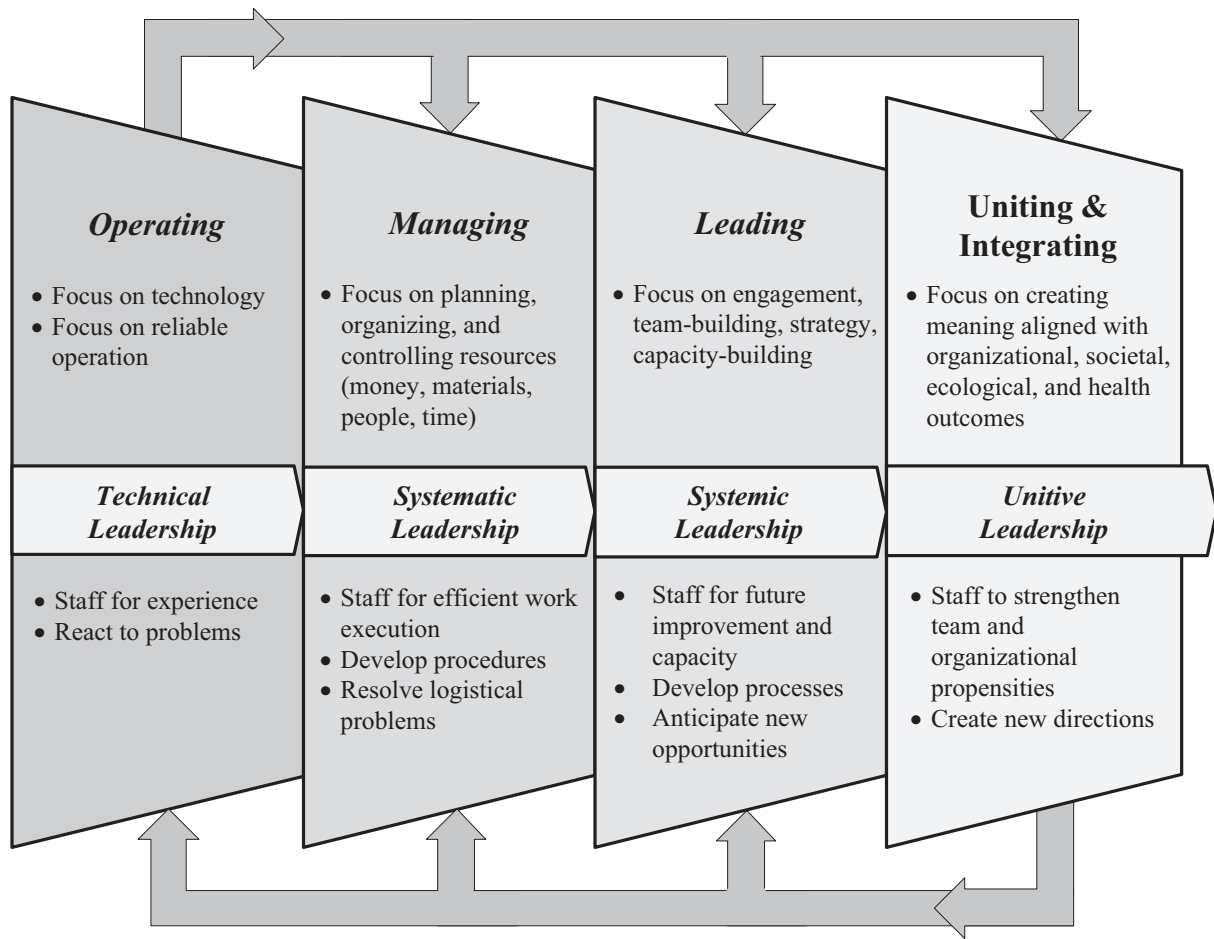 Operating
• Focus on technology
• Focus on reliable
operation
Technical
Leadership
• Staff for experience
• React to problems
Managing
• Focus on planning,
organizing, and
controlling resources
(money, materials,
people, time)
Systematic
Leadership
• Staff for efficient work
execution
• Develop procedures
• Resolve logistical
problems
Leading
• Focus on engagement,
team-building, strategy,
capacity-building
Systemic
Leadership
• Staff for future
improvement and
capacity
• Develop processes
• Anticipate new
opportunities
Uniting &
Integrating
• Focus on creating
meaning aligned with
organizational, societal,
ecological, and health
outcomes
Unitive
Leadership
• Staff to strengthen
team and
organizational
propensities
• Create new directions